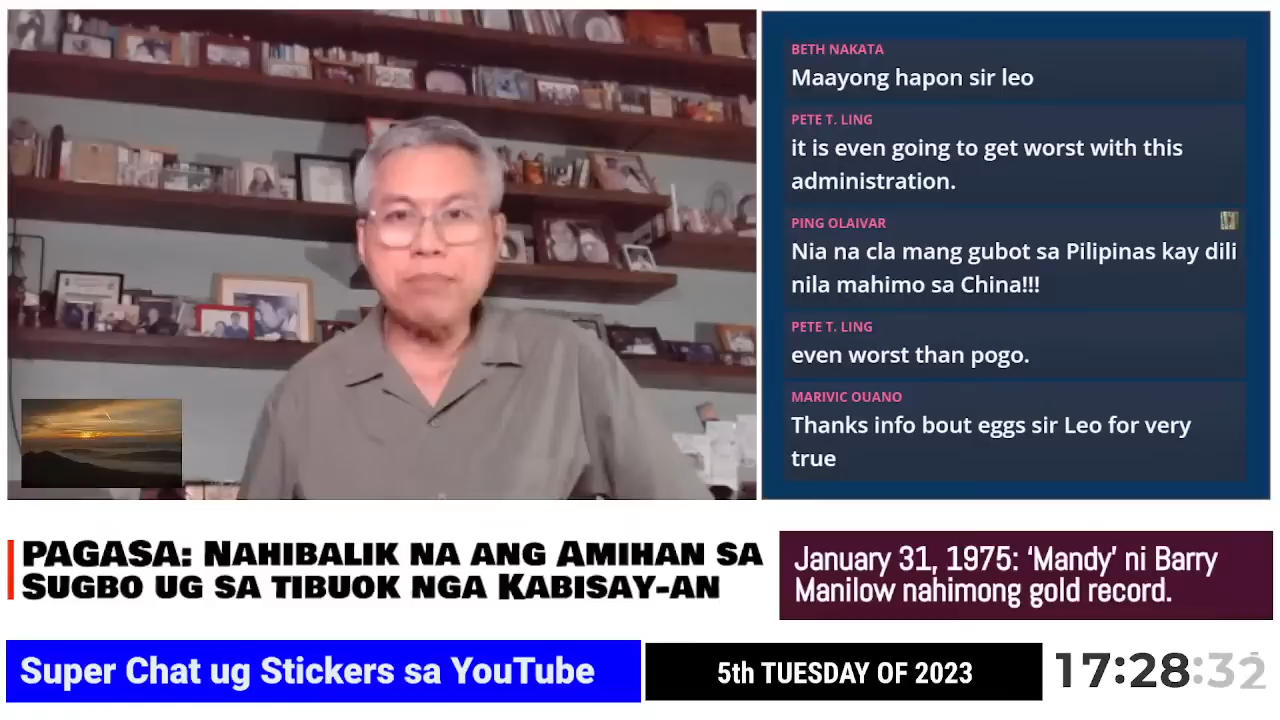 BETH NAKATA
Maayong hapon sir leo
PETE T. LING
it is even going to get worst with this
administration.
PING OLAIVAR
Nia na cla mang gubot sa Pilipinas kay dili
nila mahimo sa China!!!
PETE T. LING
even worst than pogo.
MARIVIC OUANO
Thanks info bout eggs sir Leo for very
true
PAGASA: NAHIBALIK NA ANG AMIHAN SA
SUGBO UG SA TIBUOK NGA KABISAY-AN
January 31, 1975: ‘Mandy’ ni Barry
Manilow nahimong gold record.
Super Chat ug Stickers sa YouTube
5th TUESDAY OF 2023
17:28:32